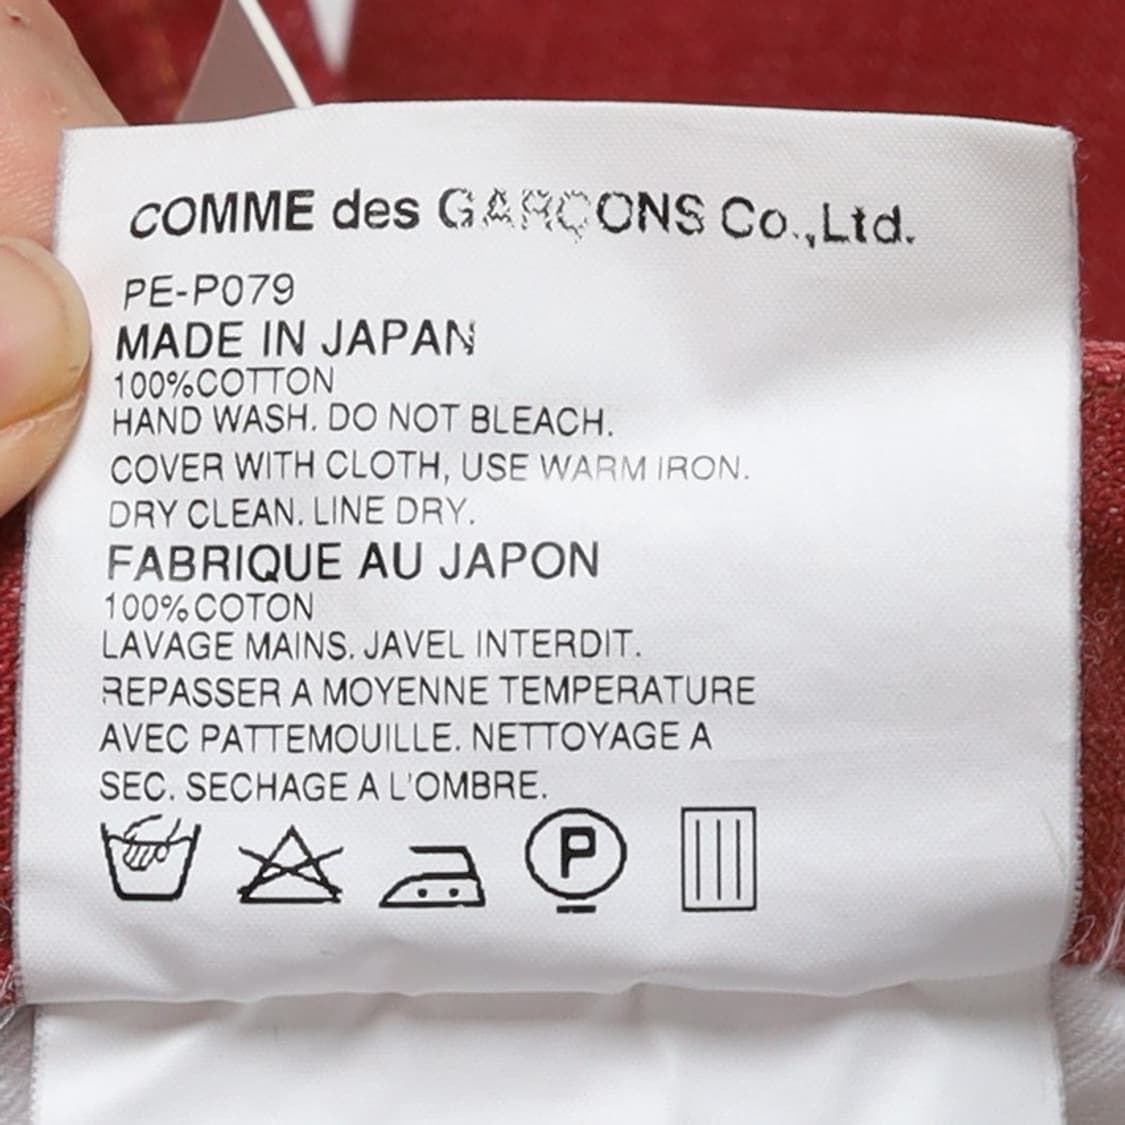 COMME des GARÇONS Co.,Ltd.
PE-P079
MADE IN JAPAN
100%COTTON
HAND WASH. DO NOT BLEACH.
COVER WITH CLOTH, USE WARM IRON.
DRY CLEAN. LINE DRY.
FABRIQUE AU JAPON
100%COTON
LAVAGE MAINS. JAVEL INTERDIT.
REPASSER A MOYENNE TEMPERATURE
AVEC PATTEMOUILLE. NETTOYAGE A
SEC. SECHAGE A L'OMBRE.
P